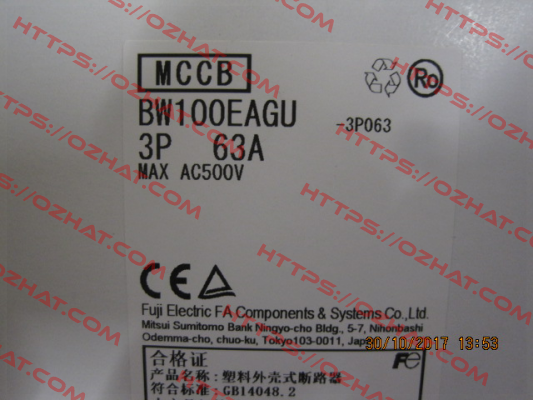 MCCB
Ro
BW100EAGU -3P063
3P 63A
MAX AC500V
CE
Fuji Electric FA Components & Systems Co.,Ltd.
Mitsui Sumitomo Bank Ningyo-cho Bldg., 5-7, Nihonbashi
Odemma-cho, chuo-ku, Tokyo103-0011, Japan
30/10/2017 13:53
合格证
产品名称:塑料外壳式断路器
符合标准:GB14048.2
Fe
HTTPS://OZHAT.COM